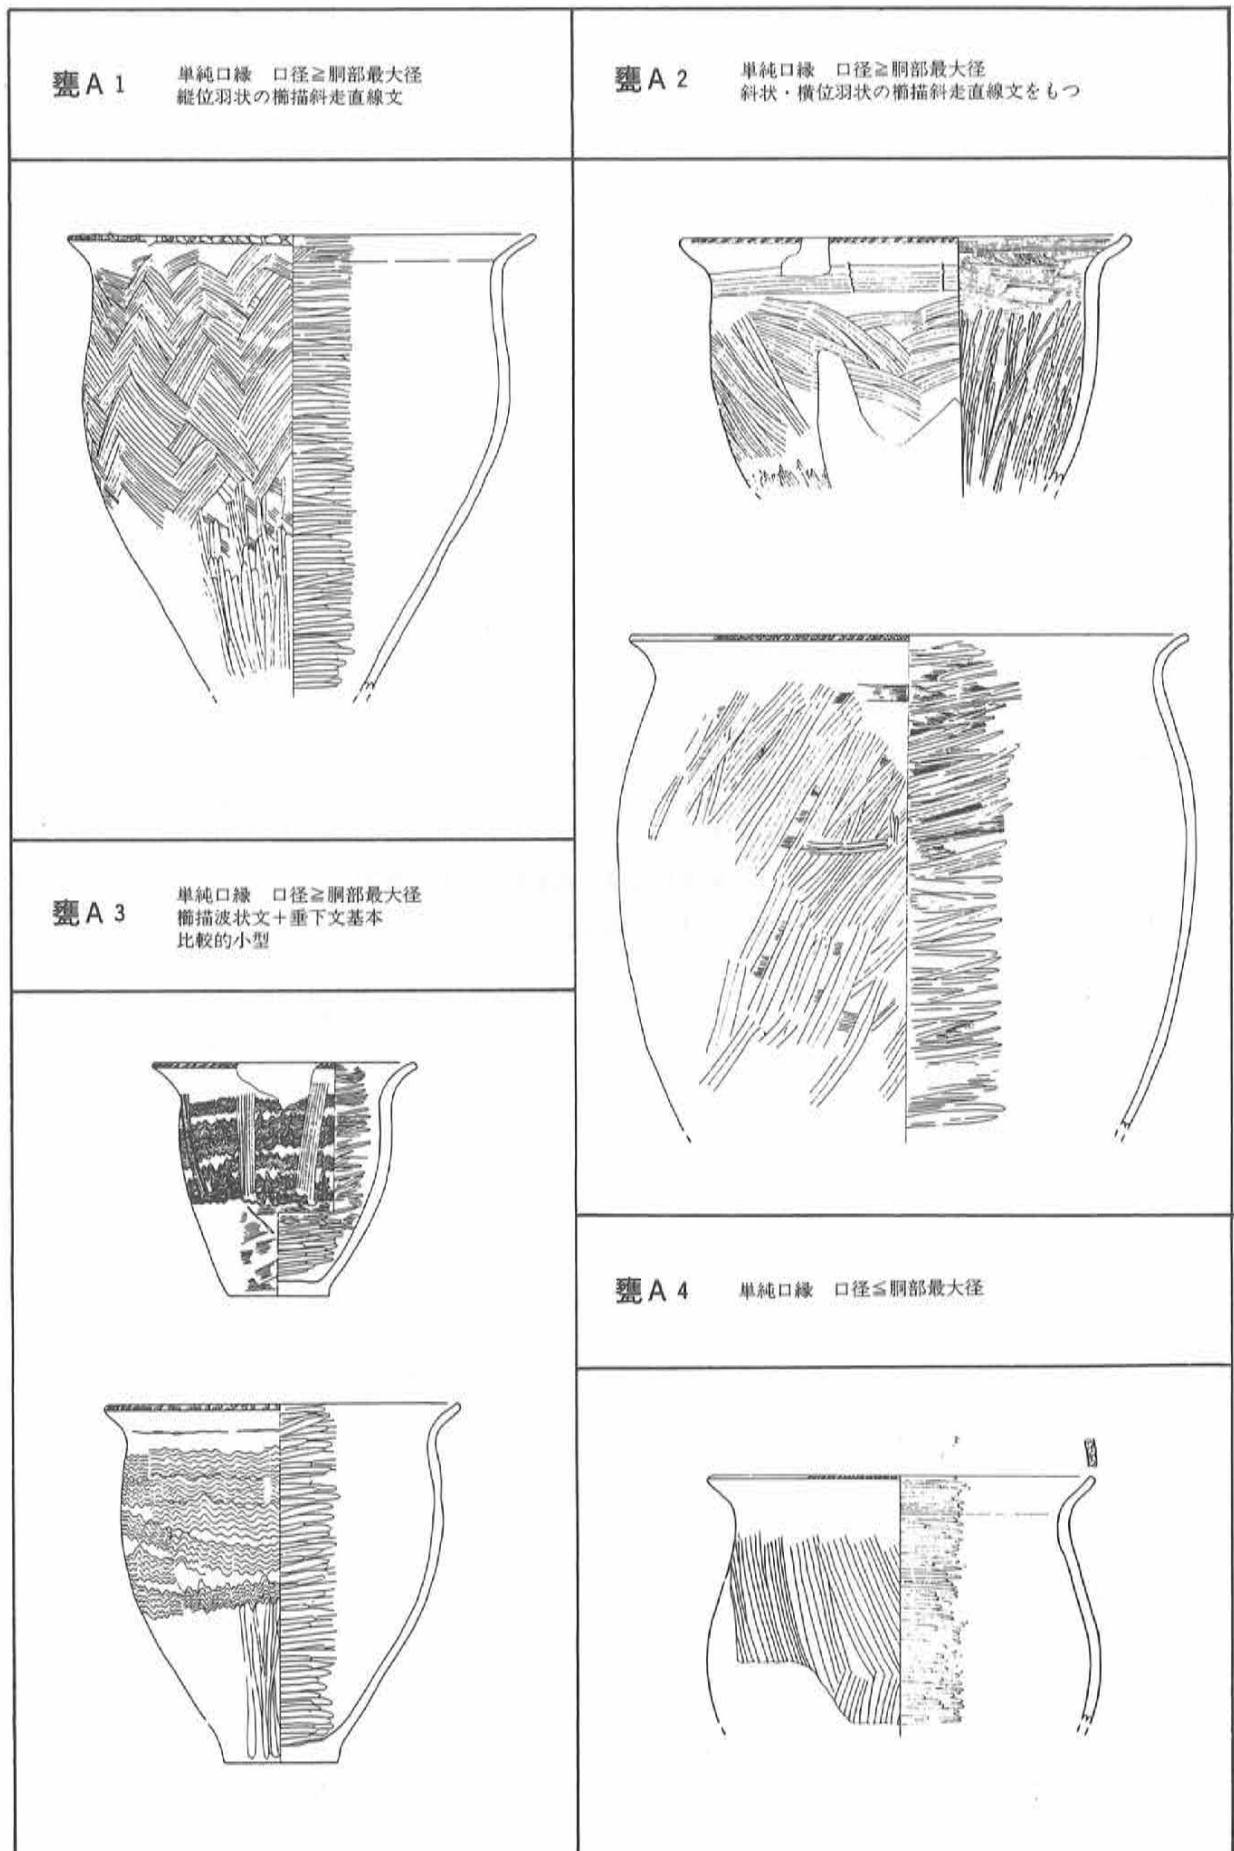 甕A 1
単純口縁　口径≧胴部最大径
縦位羽状の櫛描斜走直線文
甕A 2
単純口縁　口径≧胴部最大径
斜状・横位羽状の櫛描斜走直線文をもつ
甕A 3
単純口縁　口径≧胴部最大径
櫛描波状文＋垂下文基本
比較的小型
甕A 4
単純口縁　口径≦胴部最大径